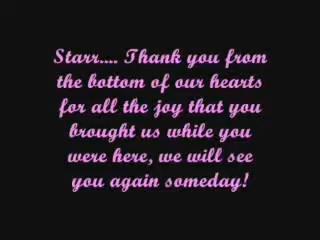 Starr.... Thank you from
the bottom of our hearts
for all the joy that you
brought us while you
were here, we will see
you again someday!